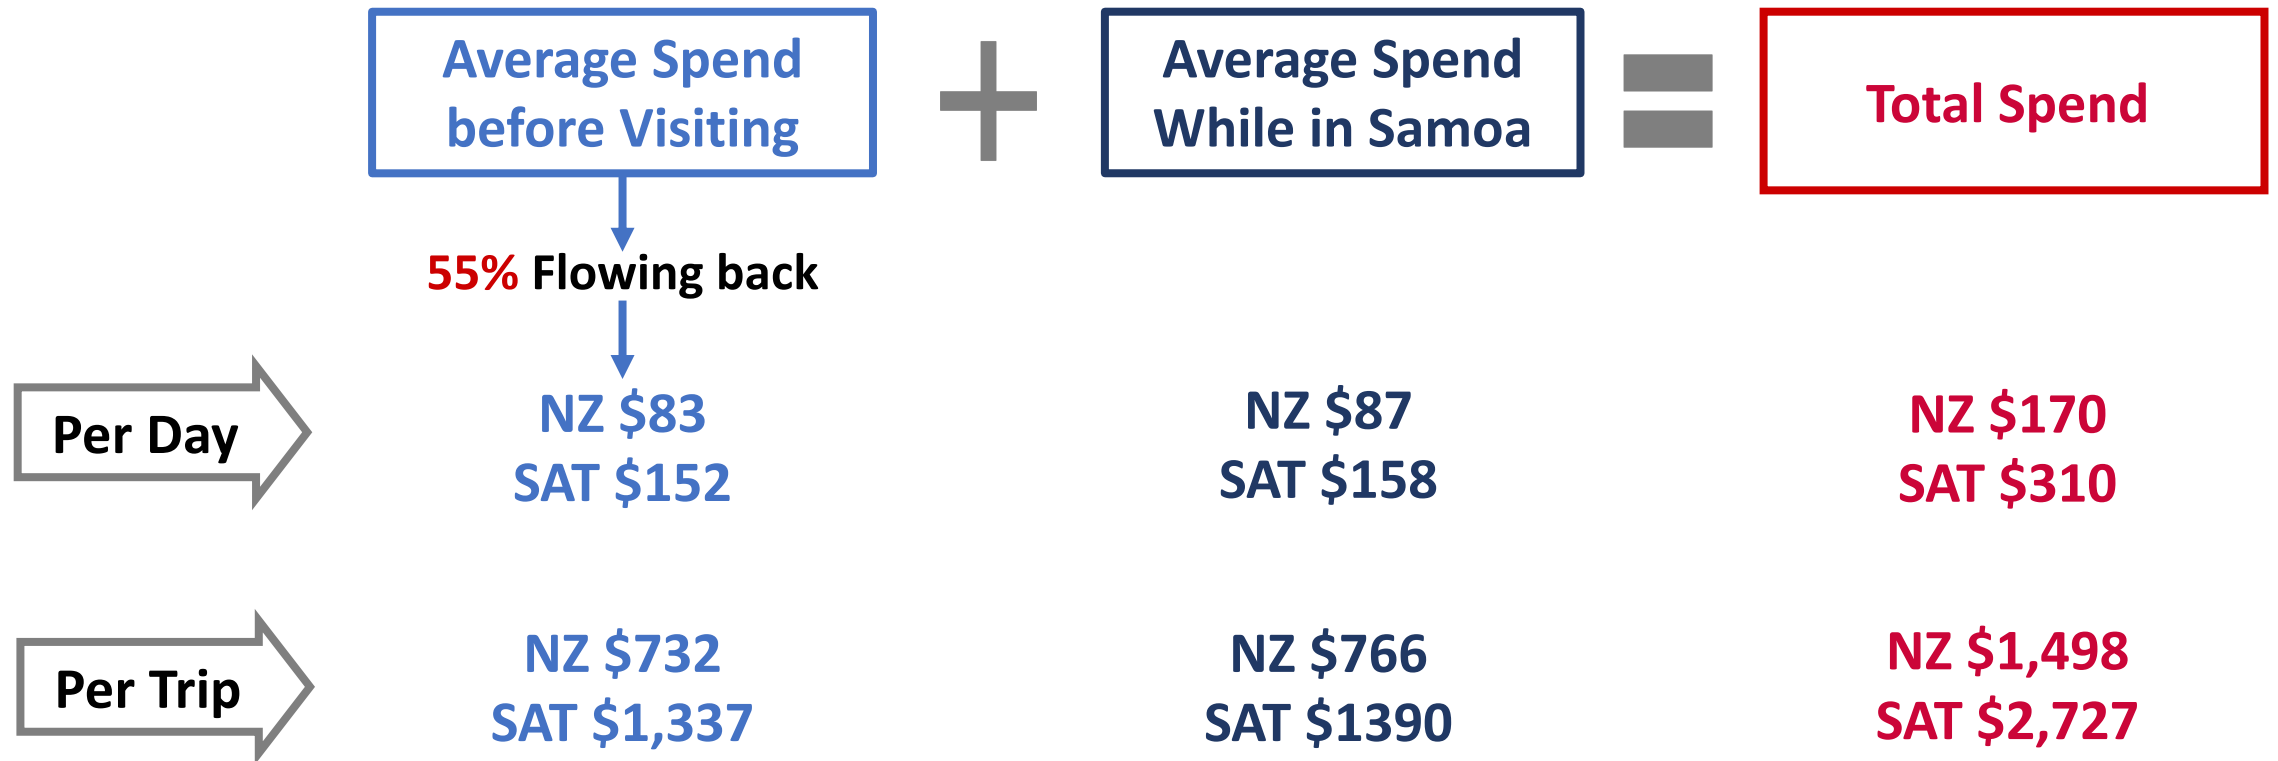 Average Spend
before Visiting
+
Average Spend
While in Samoa
=
Total Spend
55% Flowing back
Per Day
NZ $83
SAT $152
NZ $87
SAT $158
NZ $170
SAT $310
Per Trip
NZ $732
SAT $1,337
NZ $766
SAT $1390
NZ $1,498
SAT $2,727